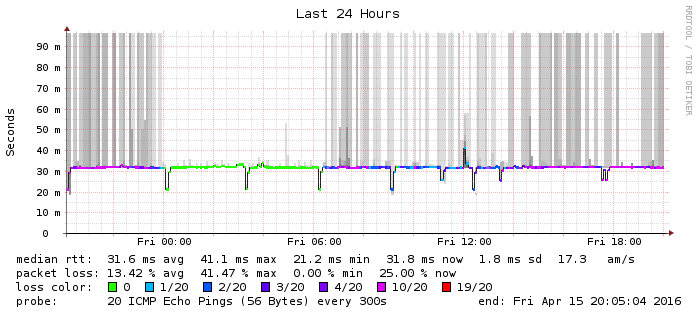 Last 24 Hours
RRDTOOL / TOBI OETIKER
Seconds
90 m
80 m
70 m
60 m
50 m
40 m
30 m
20 m
10 m
0
Fri 00:00 Fri 06:00 Fri 12:00 Fri 18:00
median rtt: 31.6 ms avg 41.1 ms max 21.2 ms min 31.8 ms now 1.8 ms sd 17.3 am/s
packet loss: 13.42 % avg 41.47 % max 0.00 % min 25.00 % now
loss color: 0 1/20 2/20 3/20 4/20 10/20 19/20
probe: 20 ICMP Echo Pings (56 Bytes) every 300s end: Fri Apr 15 20:05:04 2016